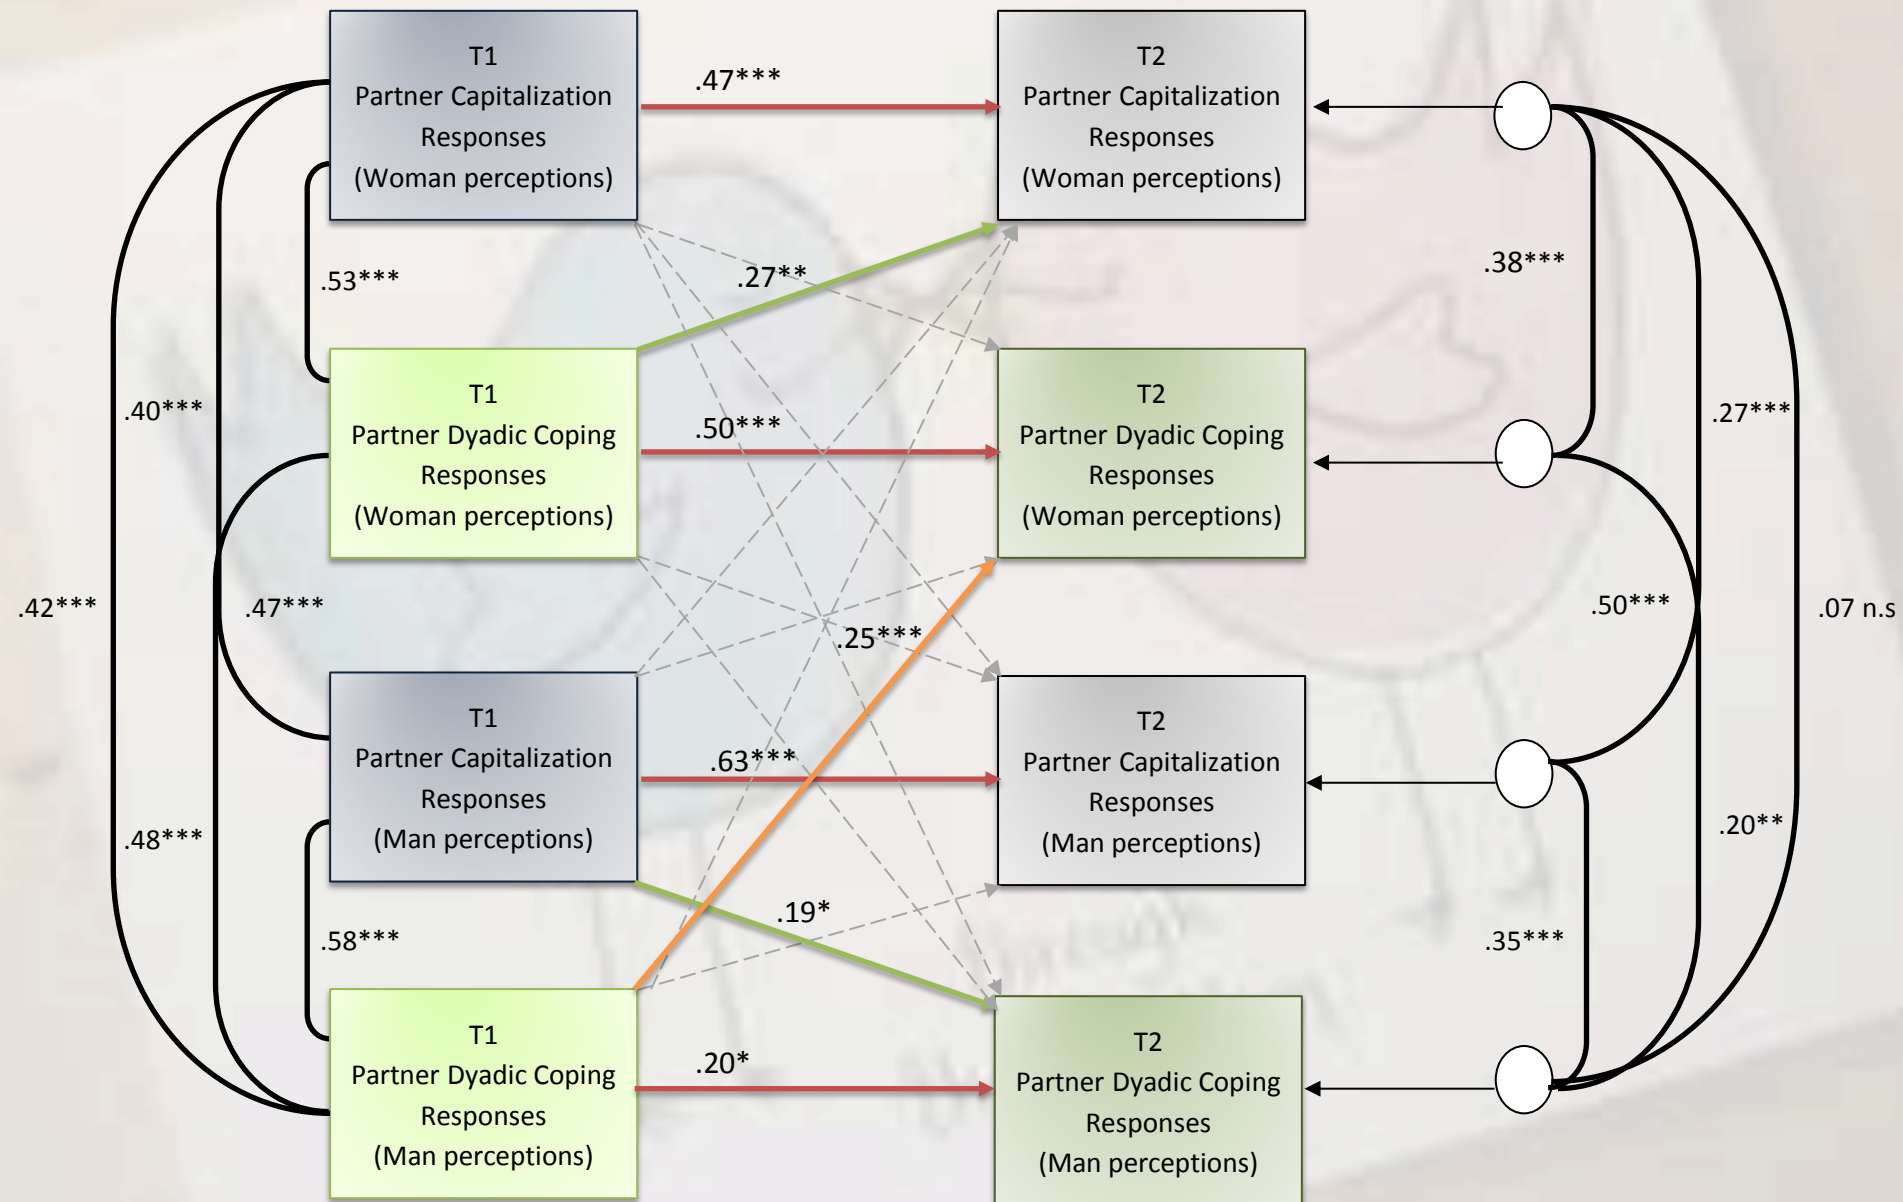 T1
Partner Capitalization
Responses
(Woman perceptions)
.47***
T2
Partner Capitalization
Responses
(Woman perceptions)
.53***
.27**
.38***
T1
Partner Dyadic Coping
Responses
(Woman perceptions)
.40***
.50***
T2
Partner Dyadic Coping
Responses
(Woman perceptions)
.27***
.42***
.47***
.25***
.50***
.07 n.s
T1
Partner Capitalization
Responses
(Man perceptions)
.63***
T2
Partner Capitalization
Responses
(Man perceptions)
.48***
.20**
.58***
.19*
.35***
T1
Partner Dyadic Coping
Responses
(Man perceptions)
.20*
T2
Partner Dyadic Coping
Responses
(Man perceptions)